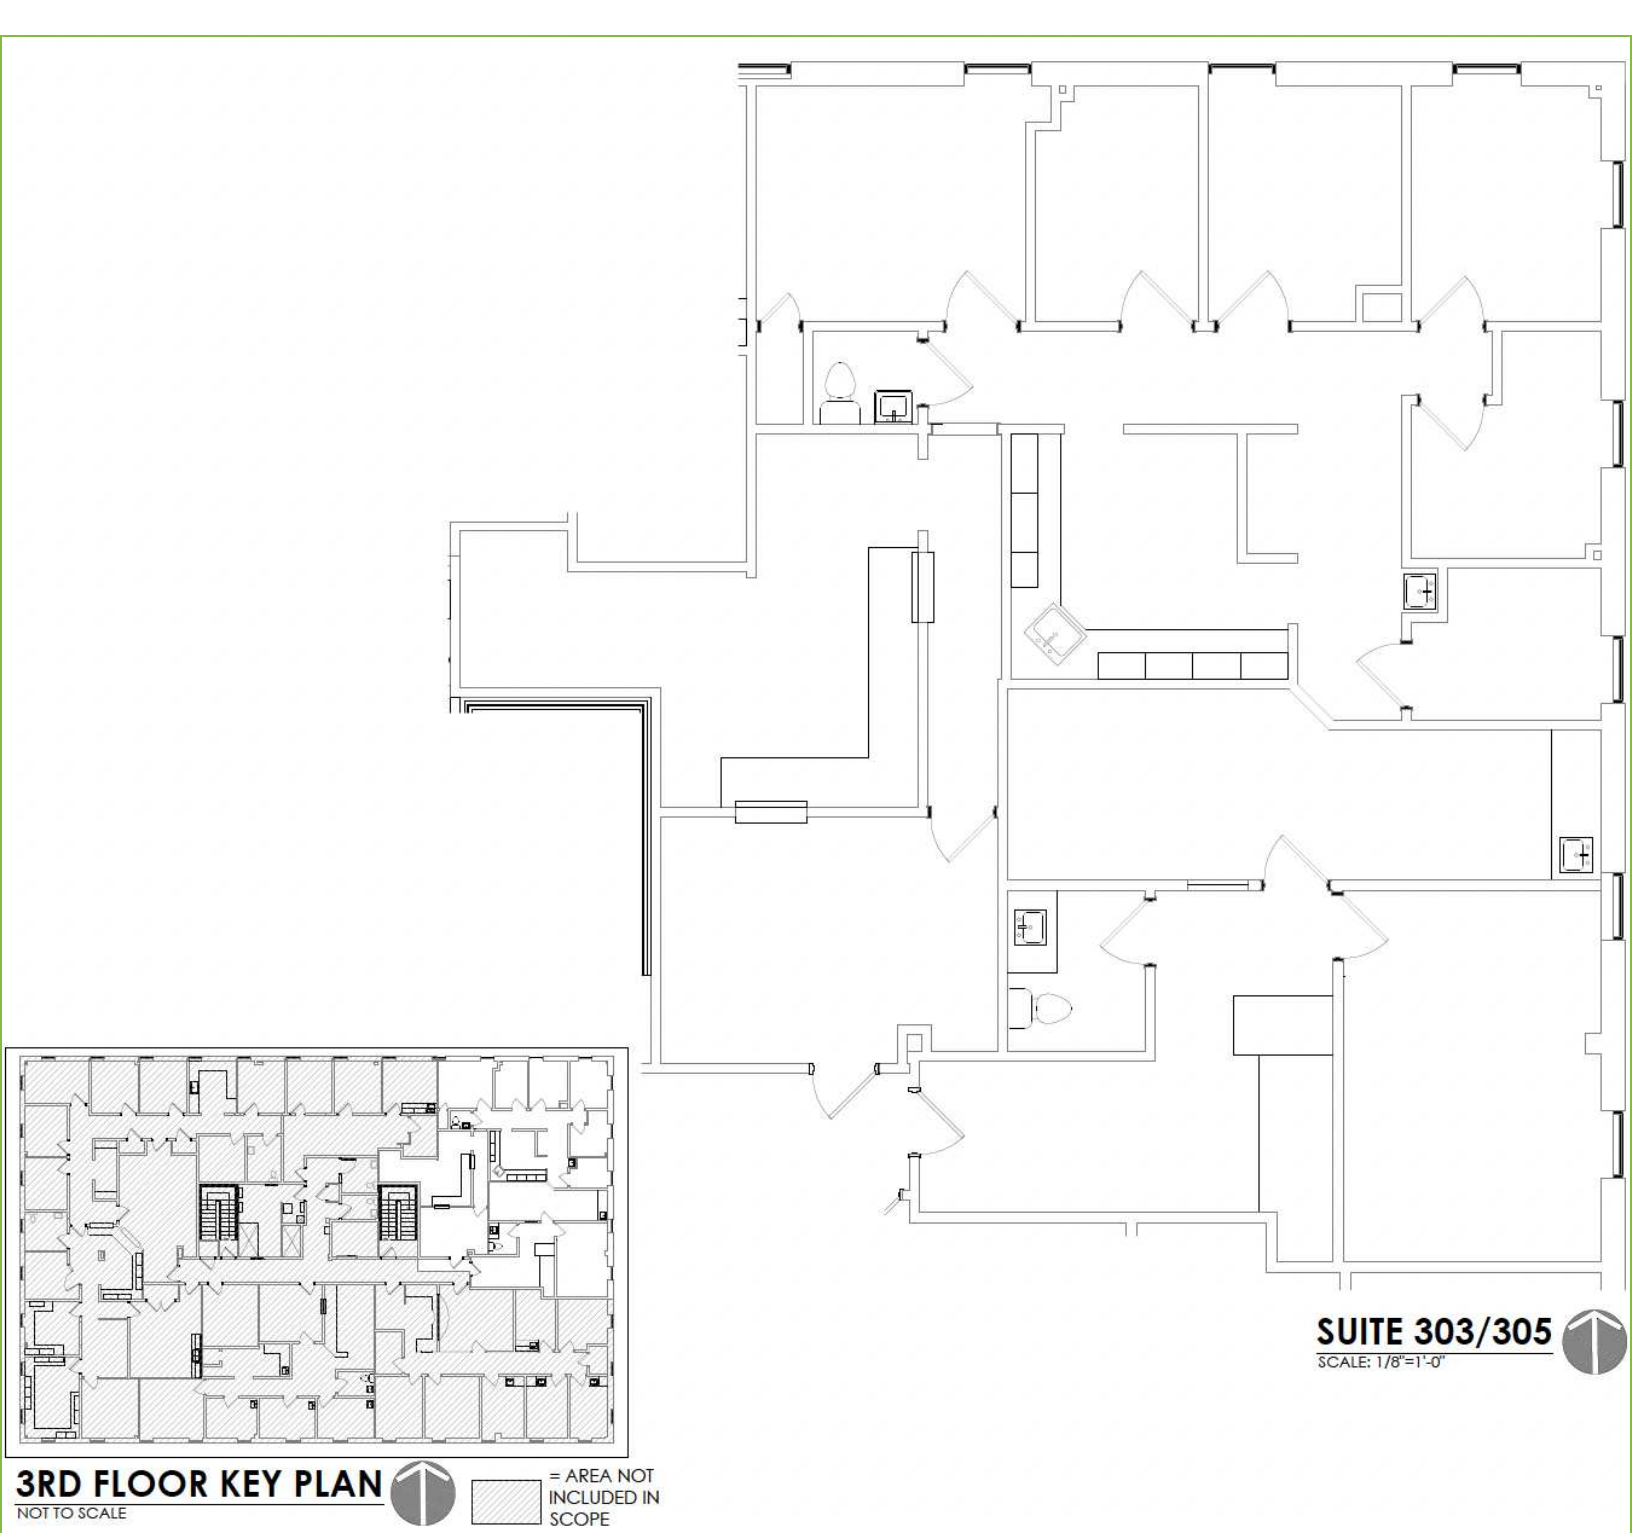 SUITE 303/305
SCALE: 1/8"=1'-0"
3RD FLOOR KEY PLAN
NOT TO SCALE
= AREA NOT
INCLUDED IN
SCOPE